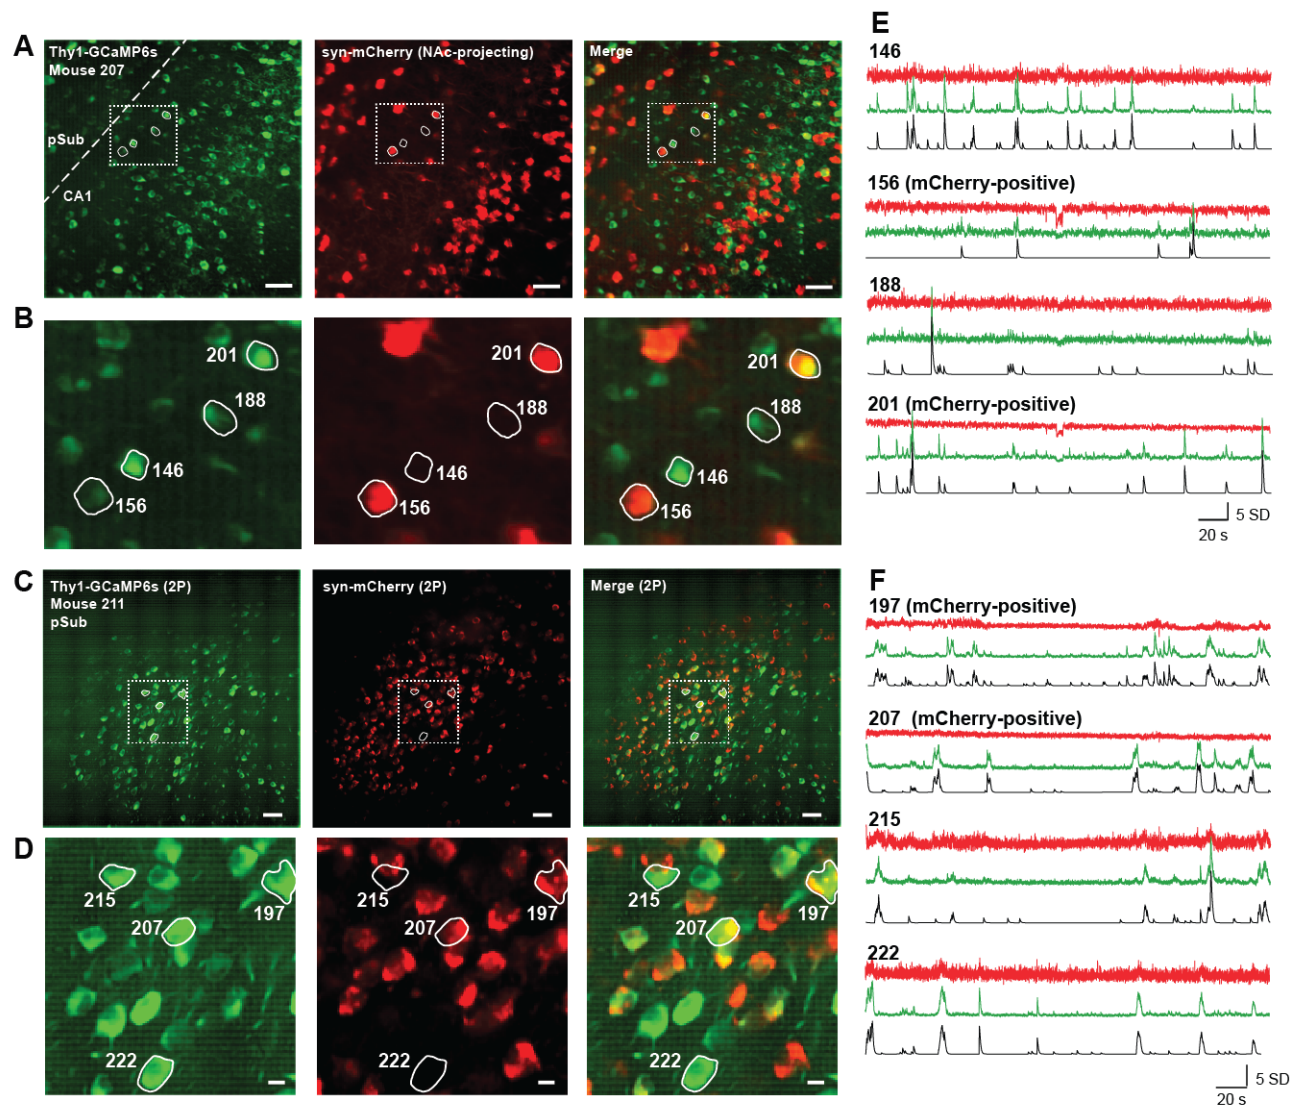 A
Thy1-GCaMP6s
Mouse 207
pSub
CA1
syn-mCherry (NAc-projecting)
Merge
B
201
188
146
156
201
188
146
156
201
188
146
156
C
Thy1-GCaMP6s (2P)
Mouse 211
pSub
syn-mCherry (2P)
Merge (2P)
D
215
197
207
222
215
197
207
222
215
197
207
222
E
146
156 (mCherry-positive)
188
201 (mCherry-positive)
5 SD
20 s
F
197 (mCherry-positive)
207 (mCherry-positive)
215
222
5 SD
20 s